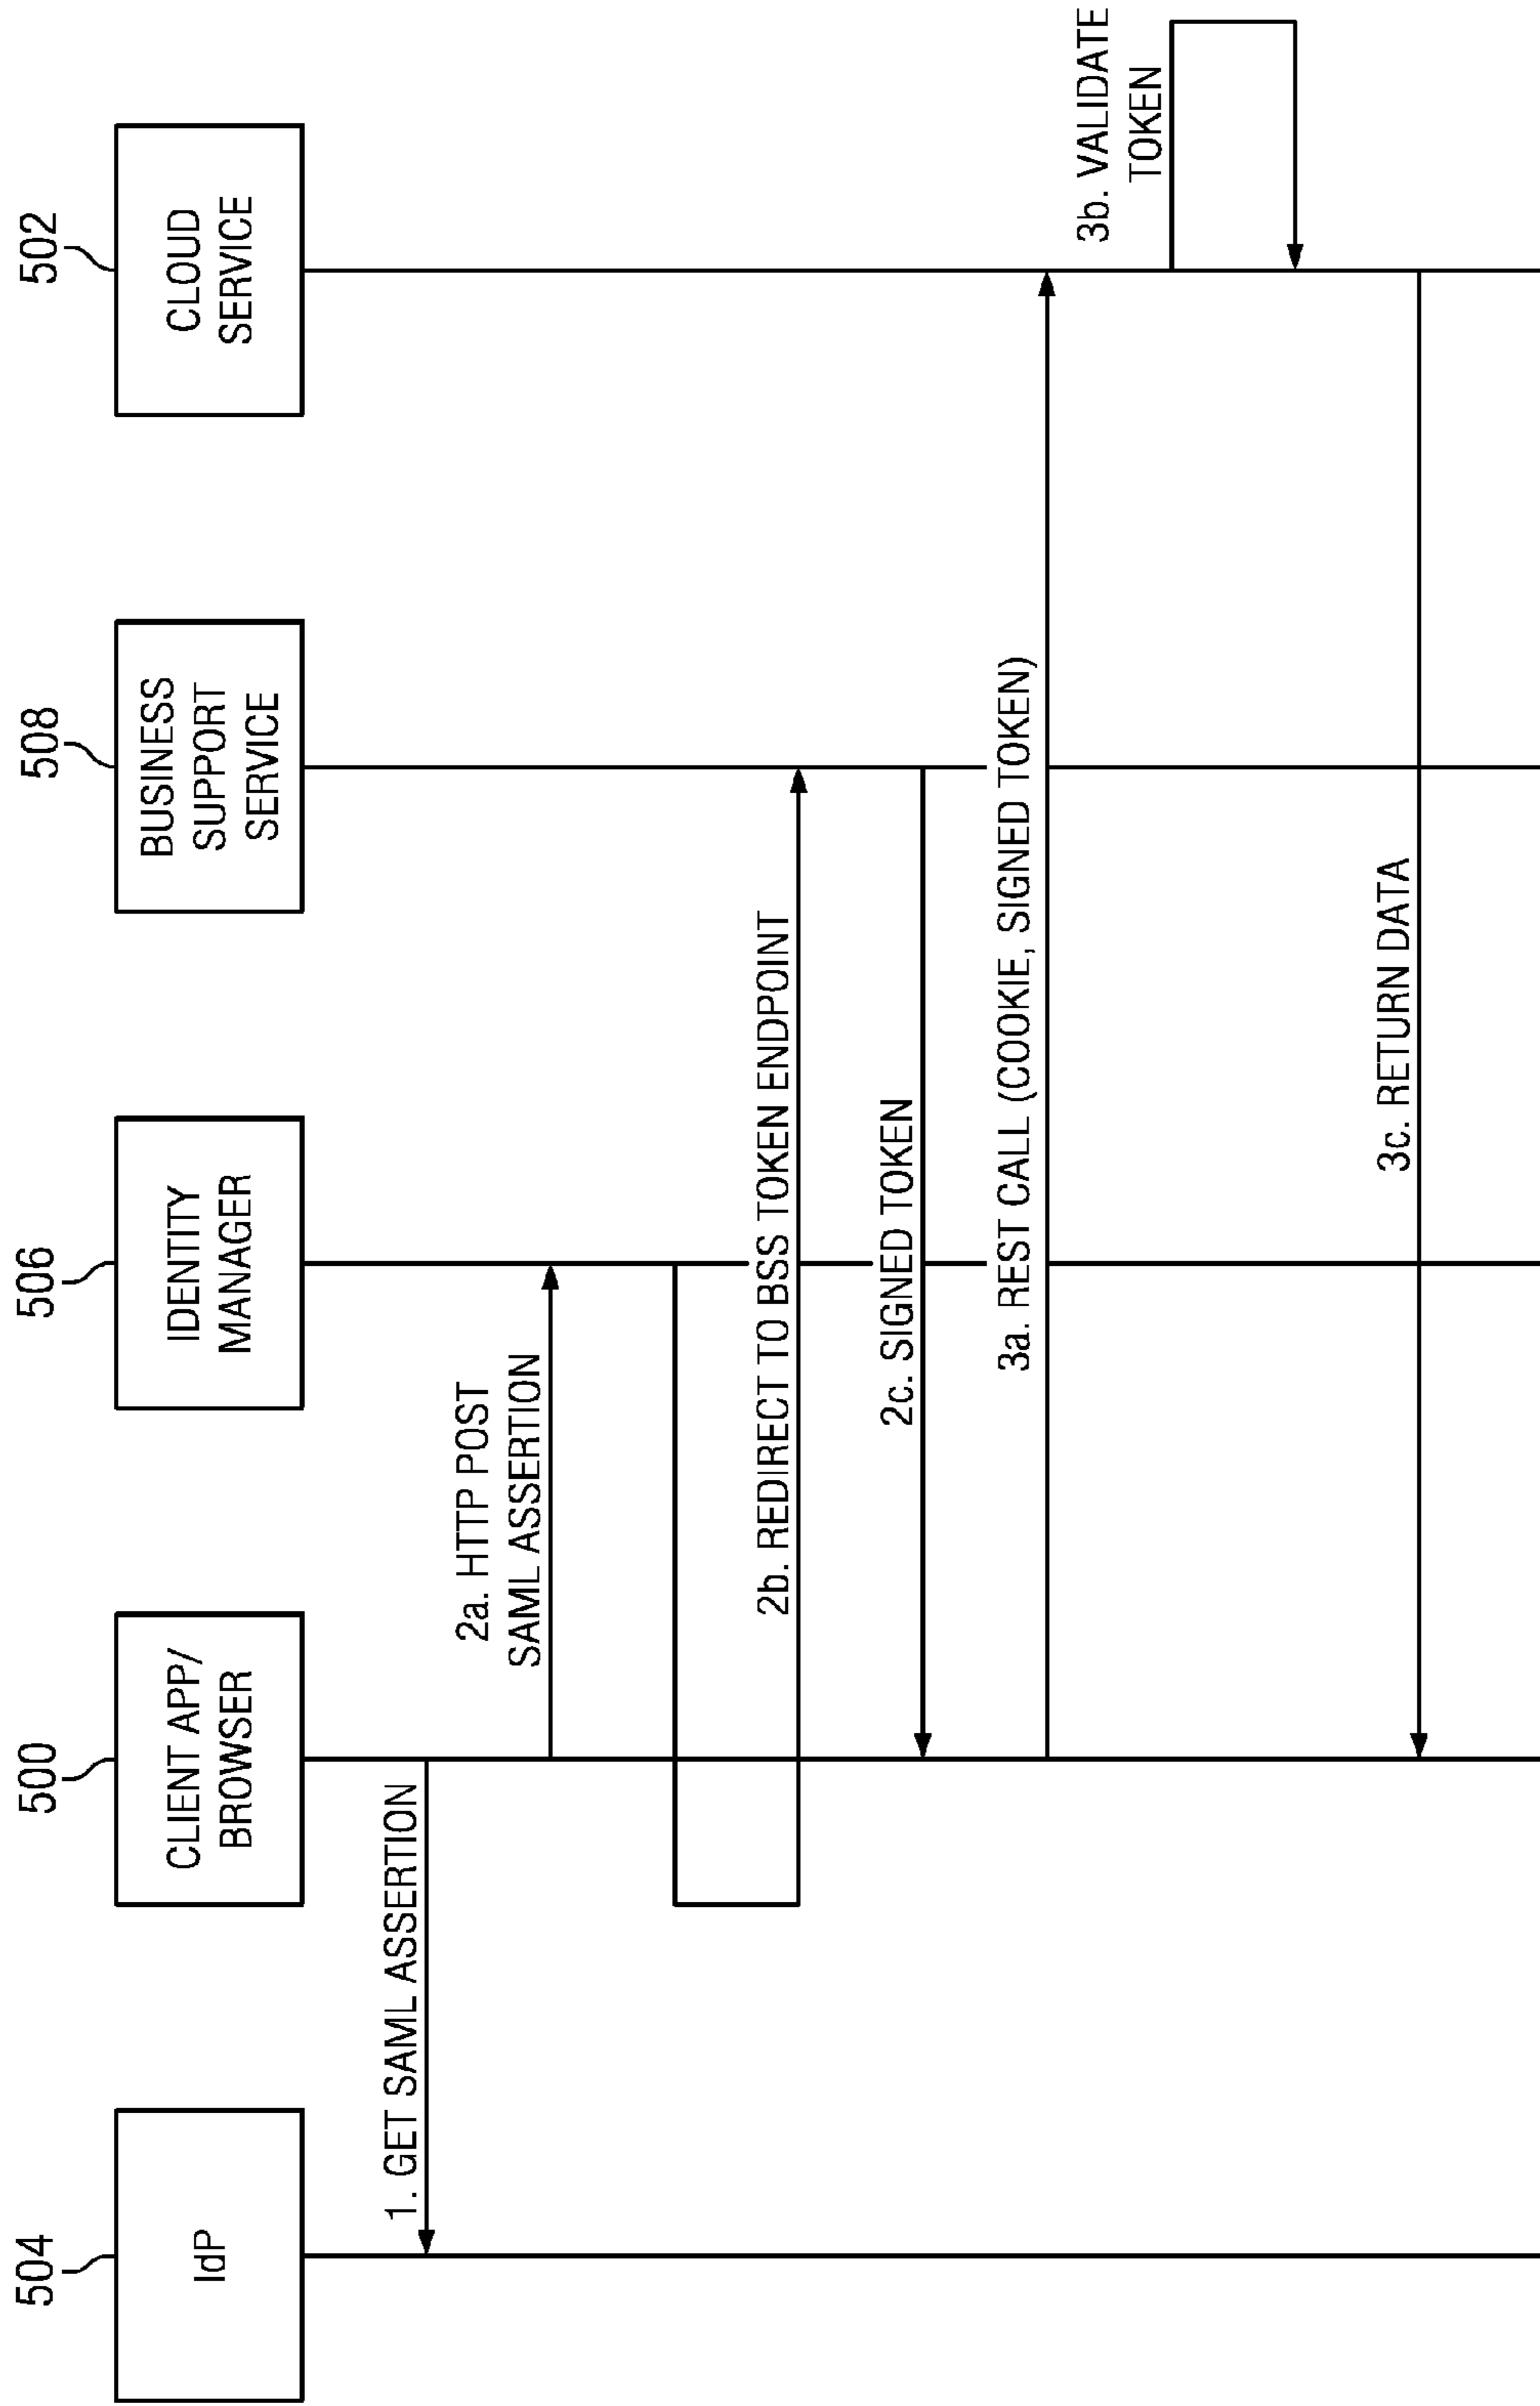 504
500
506
508
502
IdP
CLIENT APP/
BROWSER
IDENTITY
MANAGER
BUSINESS
SUPPORT
SERVICE
CLOUD
SERVICE
1. GET SAML ASSERTION
2a. HTTP POST
SAML ASSERTION
2b. REDIRECT TO BSS TOKEN ENDPOINT
2c. SIGNED TOKEN
3a. REST CALL (COOKIE, SIGNED TOKEN)
3b. VALIDATE
TOKEN
3c. RETURN DATA